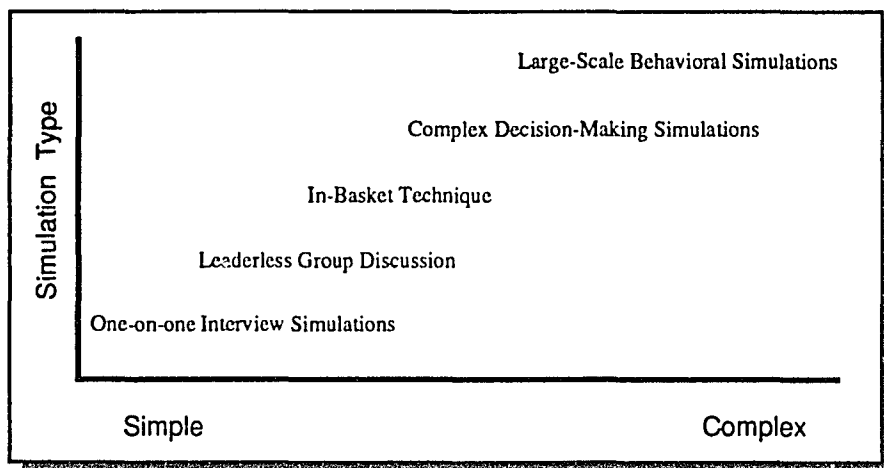 Large-Scale Behavioral Simulations
Complex Decision-Making Simulations
In-Basket Technique
Leaderless Group Discussion
One-on-one Interview Simulations
Simulation Type
Simple Complex